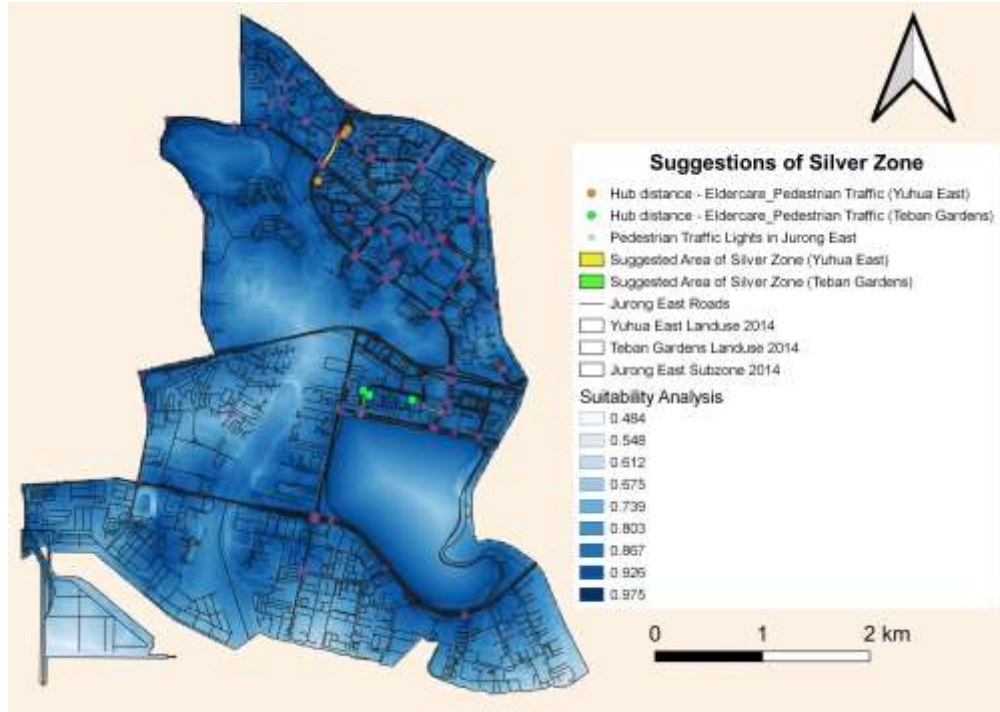 Suggestions of Silver Zone
Hub distance - Eldercare_Pedestrian Traffic (Yuhua East)
Hub distance - Eldercare_Pedestrian Traffic (Teban Gardens)
Pedestrian Traffic Lights in Jurong East
Suggested Area of Silver Zone (Yuhua East)
Suggested Area of Silver Zone (Teban Gardens)
Jurong East Roads
Yuhua East Landuse 2014
Teban Gardens Landuse 2014
Jurong East Subzone 2014
Suitability Analysis
0.484
0.548
0.612
0.675
0.739
0.803
0.867
0.926
0.975
0 1 2 km